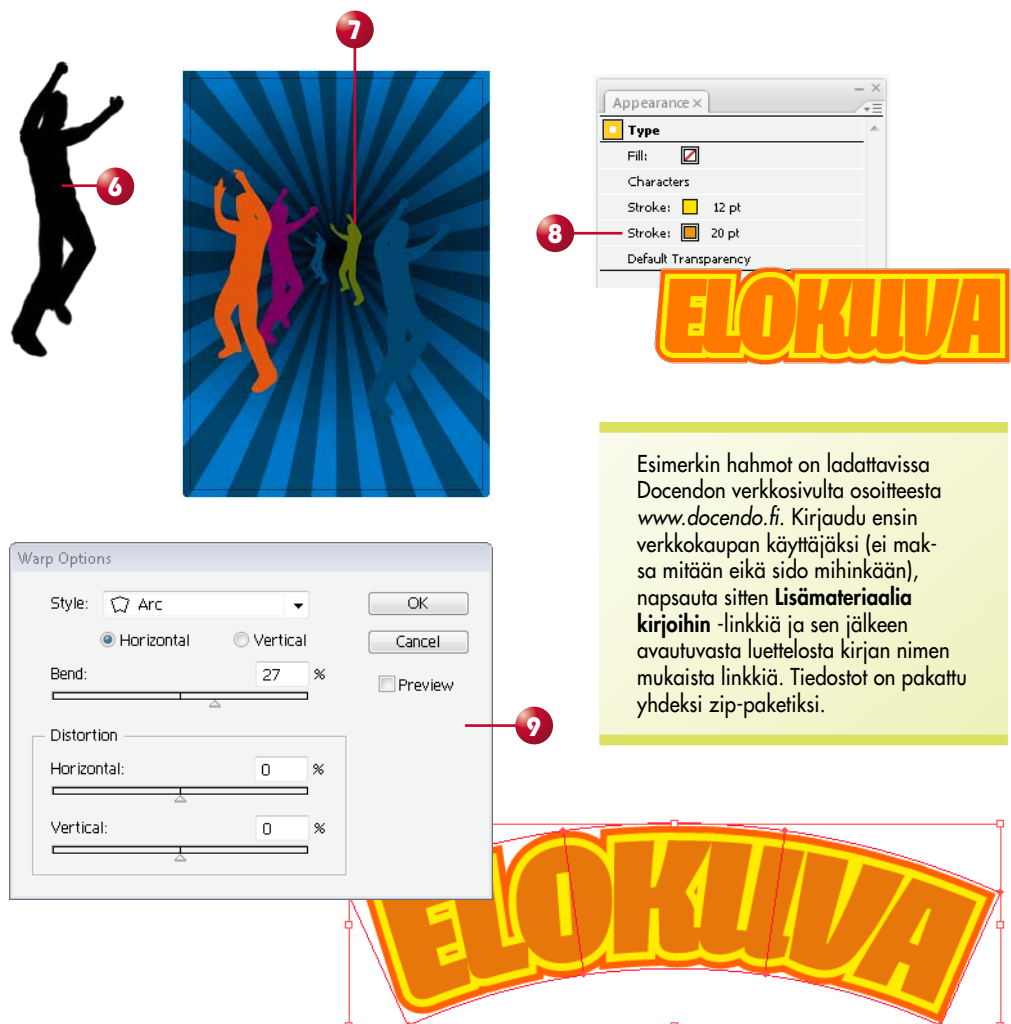 7
6
Appearance ×
Type
Fill:
Characters
Stroke: 12 pt
8
Stroke: 20 pt
Default Transparency
ELOKUVA
Esimerkin hahmot on ladattavissa
Docendon verkkosivulta osoitteesta
www.docendo.fi. Kirjaudu ensin
verkkokaupan käyttäjäksi (ei mak-
sa mitään eikä sido mihinkään),
napsauta sitten Lisämateriaalia
kirjoihin -linkkiä ja sen jälkeen
avautuvasta luettelosta kirjan nimen
mukaista linkkiä. Tiedostot on pakattu
yhdeksi zip-paketiksi.
Warp Options
Style: Arc
OK
Horizontal Vertical
Cancel
Bend: 27 %
Preview
9
Distortion
Horizontal: 0 %
Vertical: 0 %
ELOKUVA